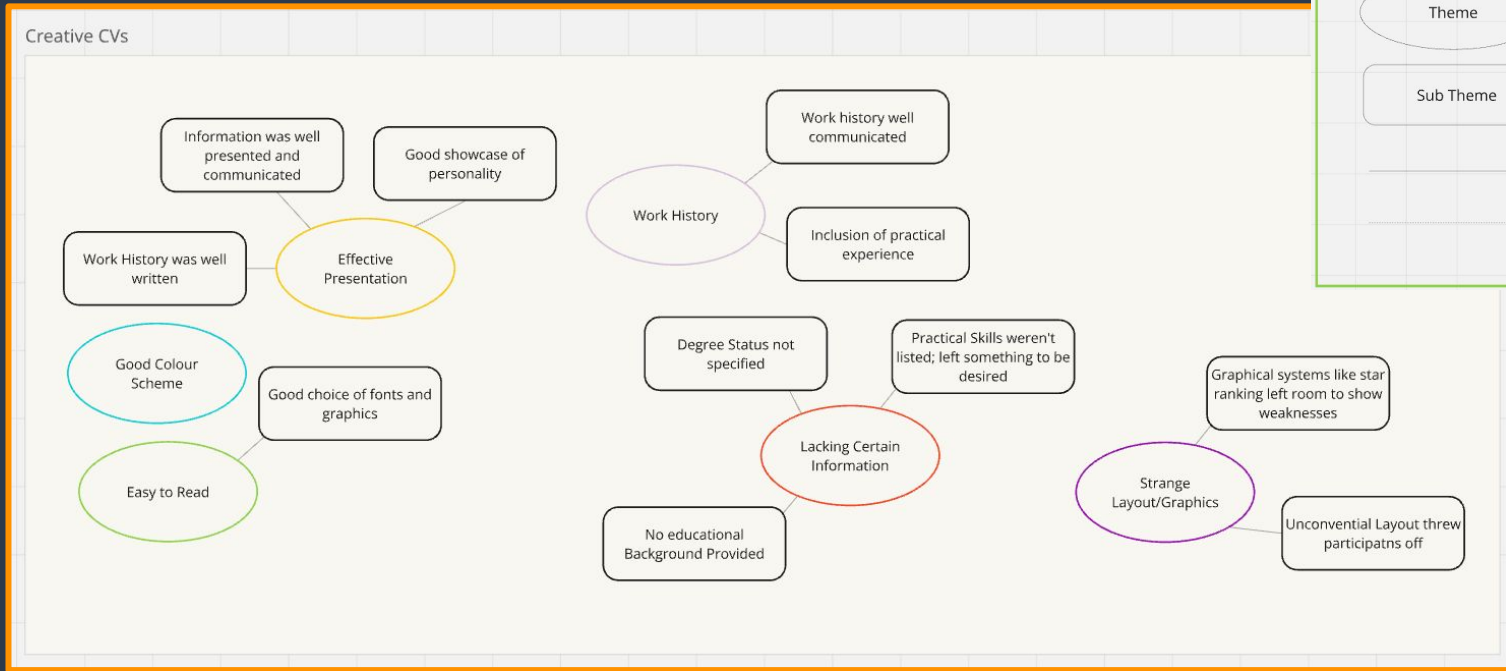 Creative CVs
Theme
Sub Theme
Information was well
presented and
communicated
Good showcase of
personality
Work History was well
written
Effective
Presentation
Good Colour
Scheme
Good choice of fonts and
graphics
Easy to Read
Work history well
communicated
Work History
Inclusion of practical
experience
Degree Status not
specified
Practical Skills weren't
listed; left something to be
desired
Lacking Certain
Information
No educational
Background Provided
Graphical systems like star
ranking left room to show
weaknesses
Strange
Layout/Graphics
Unconvential Layout threw
participatns off